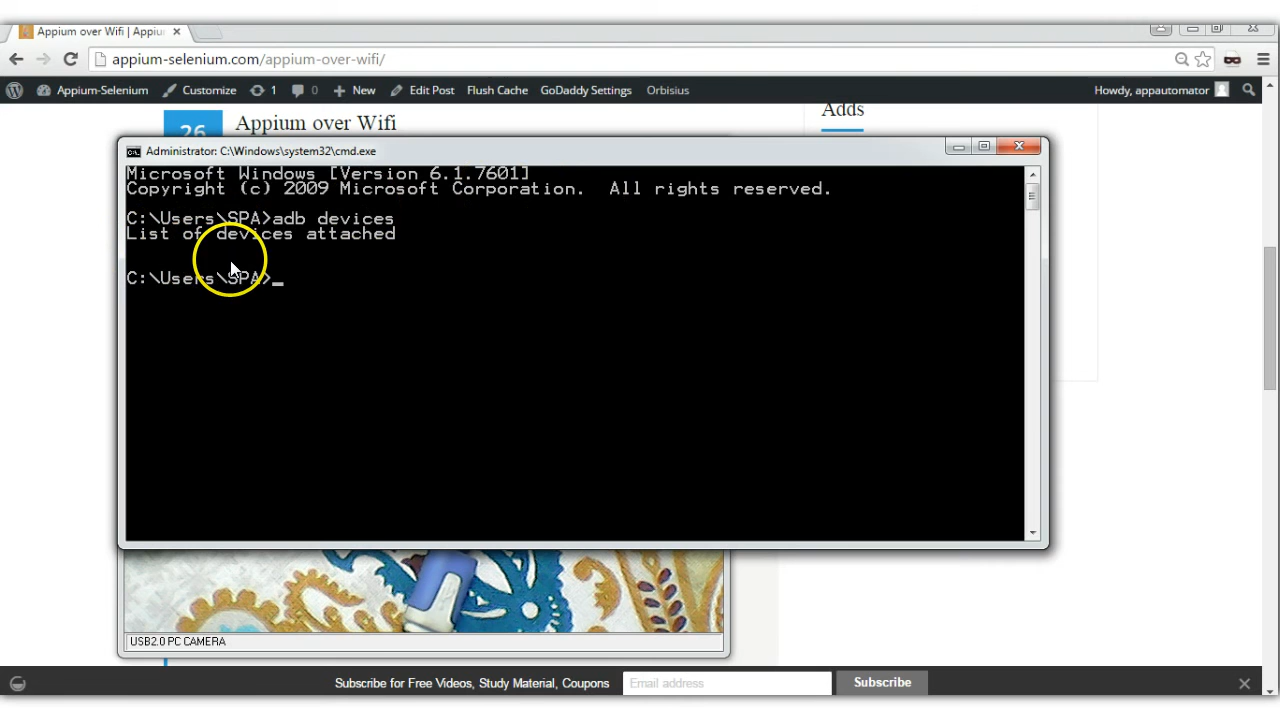 Appium over Wifi | Appiu
appium-selenium.com/appium-over-wifi/
Appium-Selenium Customize 1 0 New Edit Post Flush Cache GoDaddy Settings Orbisius Howdy, appautomator
26 Appium over Wifi
Adds
Administrator: C:\Windows\system32\cmd.exe
Microsoft Windows [Version 6.1.7601]
Copyright (c) 2009 Microsoft Corporation. All rights reserved.
C:\Users\SPA>adb devices
List of devices attached
C:\Users\SPA>_
USB2.0 PC CAMERA
Subscribe for Free Videos, Study Material, Coupons Email address Subscribe